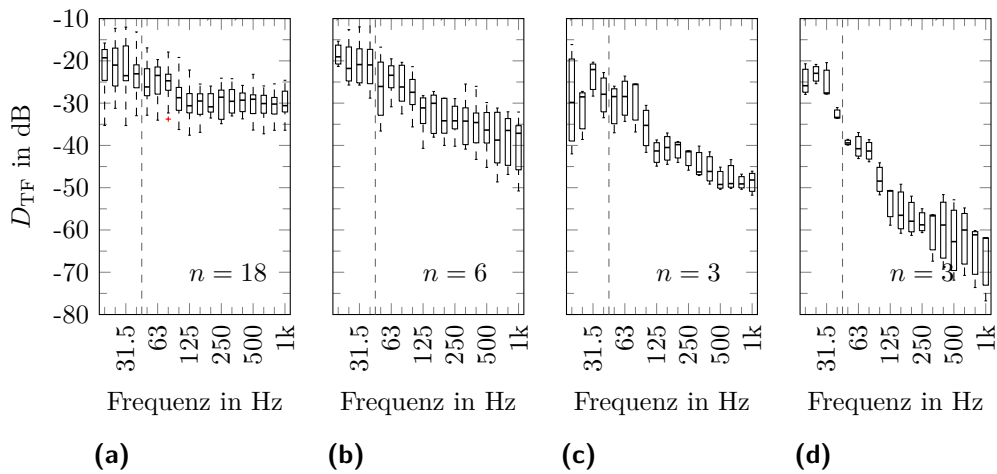 -10
-20
-30
-40
-50
-60
-70
-80
D_TF in dB
n = 18
n = 6
n = 3
n = 3
31.5 63 125 250 500 1k
31.5 63 125 250 500 1k
31.5 63 125 250 500 1k
31.5 63 125 250 500 1k
Frequenz in Hz
Frequenz in Hz
Frequenz in Hz
Frequenz in Hz
(a)
(b)
(c)
(d)